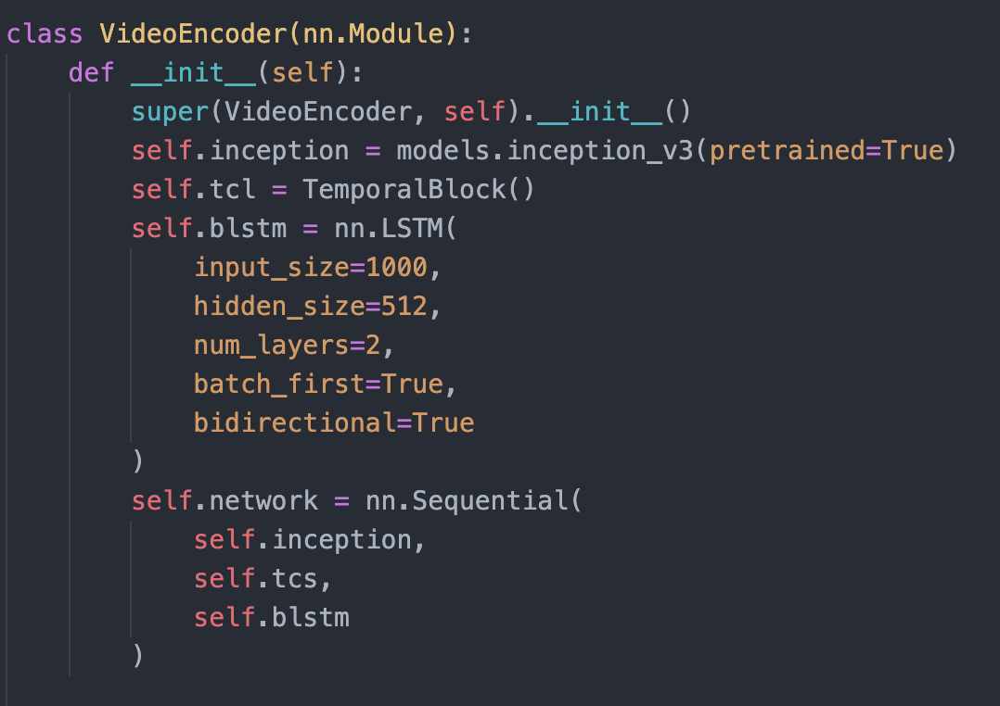 class VideoEncoder(nn.Module):
    def __init__(self):
        super(VideoEncoder, self).__init__()
        self.inception = models.inception_v3(pretrained=True)
        self.tcl = TemporalBlock()
        self.blstm = nn.LSTM(
            input_size=1000,
            hidden_size=512,
            num_layers=2,
            batch_first=True,
            bidirectional=True
        )
        self.network = nn.Sequential(
            self.inception,
            self.tcs,
            self.blstm
        )